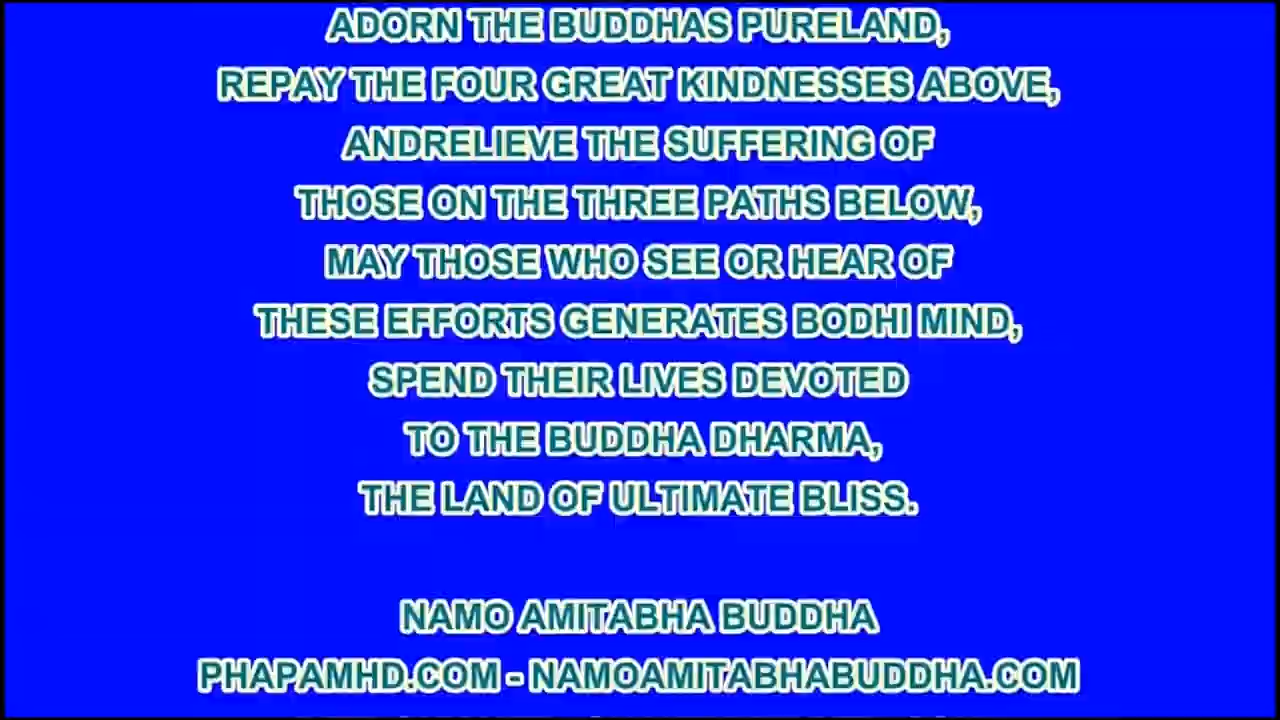 ADORN THE BUDDHAS PURELAND,
REPAY THE FOUR GREAT KINDNESSES ABOVE,
ANDRELIEVE THE SUFFERING OF
THOSE ON THE THREE PATHS BELOW,
MAY THOSE WHO SEE OR HEAR OF
THESE EFFORTS GENERATES BODHI MIND,
SPEND THEIR LIVES DEVOTED
TO THE BUDDHA DHARMA,
THE LAND OF ULTIMATE BLISS.
NAMO AMITABHA BUDDHA
PHAPAMHD.COM - NAMOAMITABHABUDDHA.COM